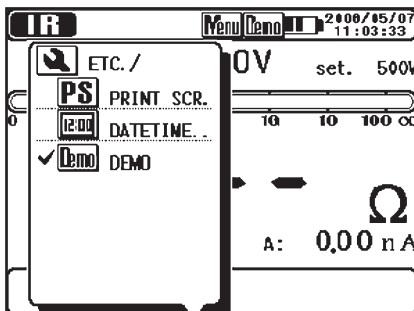 IR Menu Demo 2008/05/07
11:03:33
ETC./ 0V set. 500V
PS PRINT SCR.
0 1G 10 100 ∞
12:00 DATETIME..
✓ Demo DEMO
Ω
A: 0,00 nA